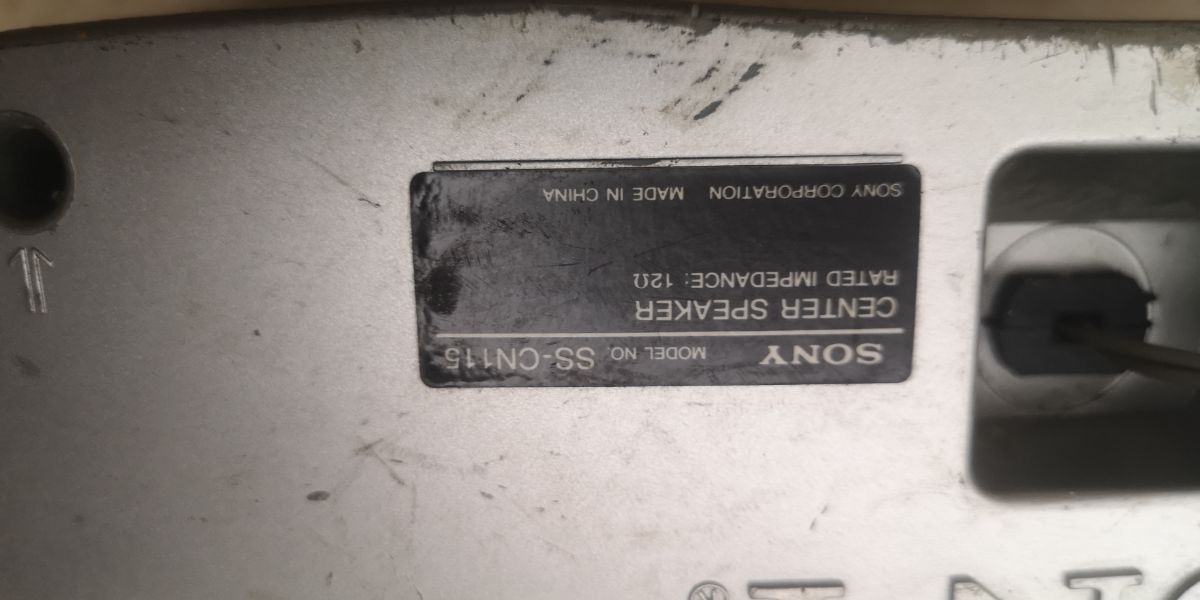 SONY MODEL NO. SS-CN115
CENTER SPEAKER
RATED IMPEDANCE: 12Ω
SONY CORPORATION MADE IN CHINA